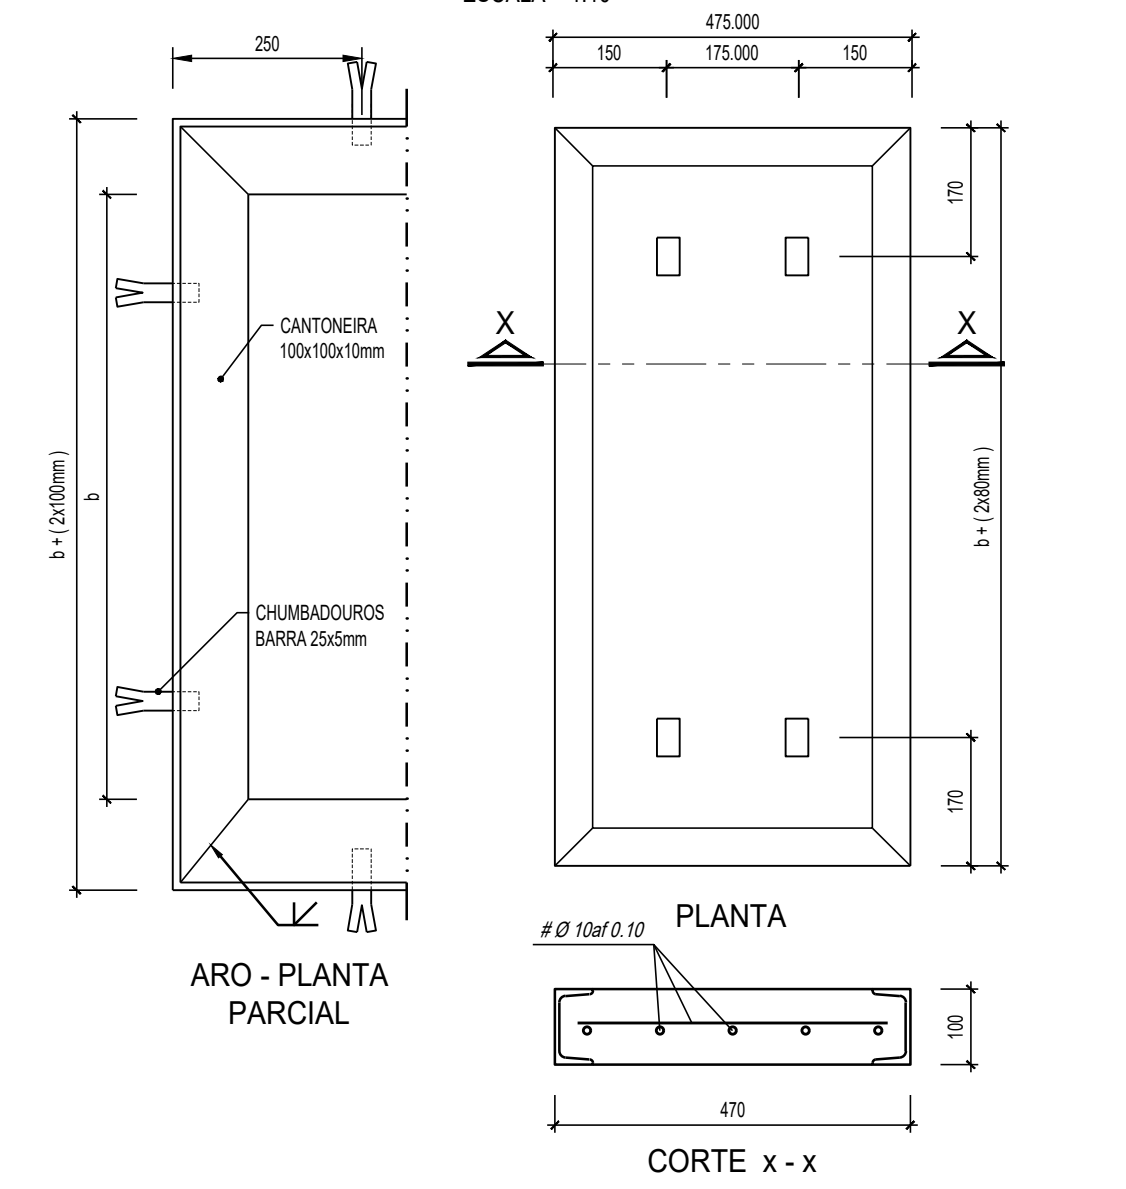 475.000
250
150
175.000
150
170
X
X
CANTONEIRA
100x100x10mm
b + ( 2x100mm )
b
b + ( 2x80mm )
CHUMBADOUROS
BARRA 25x5mm
170
PLANTA
# Ø 10af 0.10
ARO - PLANTA
PARCIAL
100
470
CORTE x - x